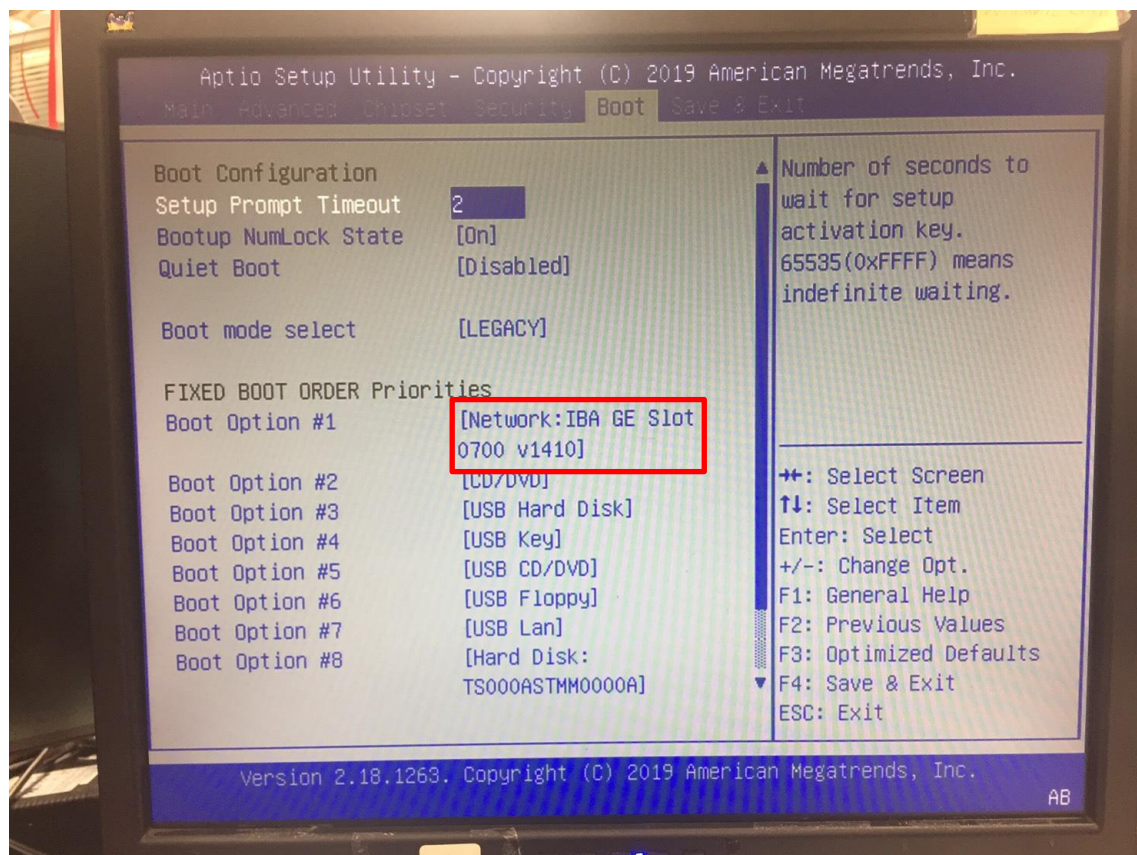 Aptio Setup Utility – Copyright (C) 2019 American Megatrends, Inc.
Main Advanced Chipset Security Boot Save & Exit
Boot Configuration
Setup Prompt Timeout 2
Bootup NumLock State [On]
Quiet Boot [Disabled]
Boot mode select [LEGACY]
FIXED BOOT ORDER Priorities
Boot Option #1 [Network:IBA GE Slot
0700 v1410]
Boot Option #2 [CD/DVD]
Boot Option #3 [USB Hard Disk]
Boot Option #4 [USB Key]
Boot Option #5 [USB CD/DVD]
Boot Option #6 [USB Floppy]
Boot Option #7 [USB Lan]
Boot Option #8 [Hard Disk:
TS000ASTMM0000A]
Number of seconds to
wait for setup
activation key.
65535(0xFFFF) means
indefinite waiting.
→←: Select Screen
↑↓: Select Item
Enter: Select
+/-: Change Opt.
F1: General Help
F2: Previous Values
F3: Optimized Defaults
F4: Save & Exit
ESC: Exit
Version 2.18.1263. Copyright (C) 2019 American Megatrends, Inc.
AB